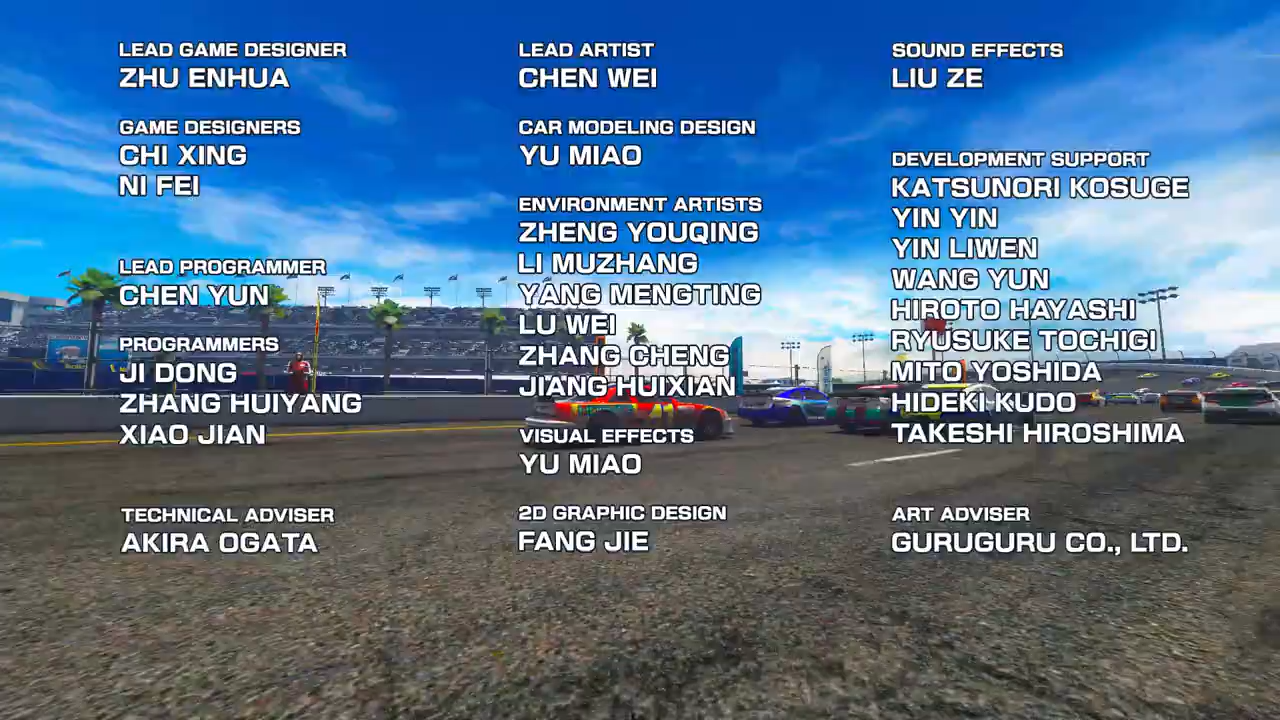 LEAD GAME DESIGNER
ZHU ENHUA
GAME DESIGNERS
CHI XING
NI FEI
LEAD PROGRAMMER
CHEN YUN
PROGRAMMERS
JI DONG
ZHANG HUIYANG
XIAO JIAN
TECHNICAL ADVISER
AKIRA OGATA
LEAD ARTIST
CHEN WEI
CAR MODELING DESIGN
YU MIAO
ENVIRONMENT ARTISTS
ZHENG YOUQING
LI MUZHANG
YANG MENGTING
LU WEI
ZHANG CHENG
JIANG HUIXIAN
VISUAL EFFECTS
YU MIAO
2D GRAPHIC DESIGN
FANG JIE
SOUND EFFECTS
LIU ZE
DEVELOPMENT SUPPORT
KATSUNORI KOSUGE
YIN YIN
YIN LIWEN
WANG YUN
HIROTO HAYASHI
RYUSUKE TOCHIGI
MITO YOSHIDA
HIDEKI KUDO
TAKESHI HIROSHIMA
ART ADVISER
GURUGURU CO., LTD.
41